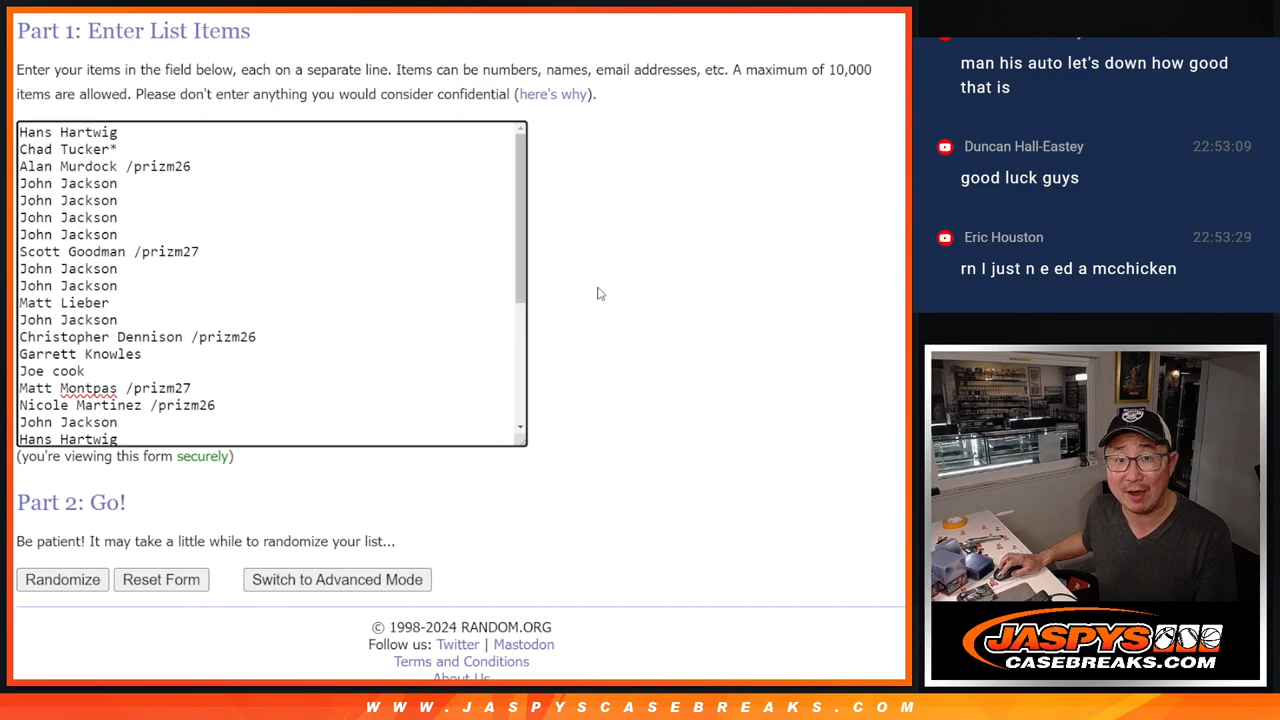 Part 1: Enter List Items
Enter your items in the field below, each on a separate line. Items can be numbers, names, email addresses, etc. A maximum of 10,000
items are allowed. Please don't enter anything you would consider confidential (here's why).
Hans Hartwig
Chad Tucker*
Alan Murdock /prizm26
John Jackson
John Jackson
John Jackson
John Jackson
Scott Goodman /prizm27
John Jackson
John Jackson
Matt Lieber
John Jackson
Christopher Dennison /prizm26
Garrett Knowles
Joe cook
Matt Montpas /prizm27
Nicole Martinez /prizm26
John Jackson
Hans Hartwig
(you're viewing this form securely)
Part 2: Go!
Be patient! It may take a little while to randomize your list...
Randomize Reset Form Switch to Advanced Mode
© 1998-2024 RANDOM.ORG
Follow us: Twitter | Mastodon
Terms and Conditions
About Us
man his auto let's down how good
that is
Duncan Hall-Eastey 22:53:09
good luck guys
Eric Houston 22:53:29
rn I just n e ed a mcchicken
JASPYS
CASEBREAKS.COM
WWW.JASPYSCASEBREAKS.COM